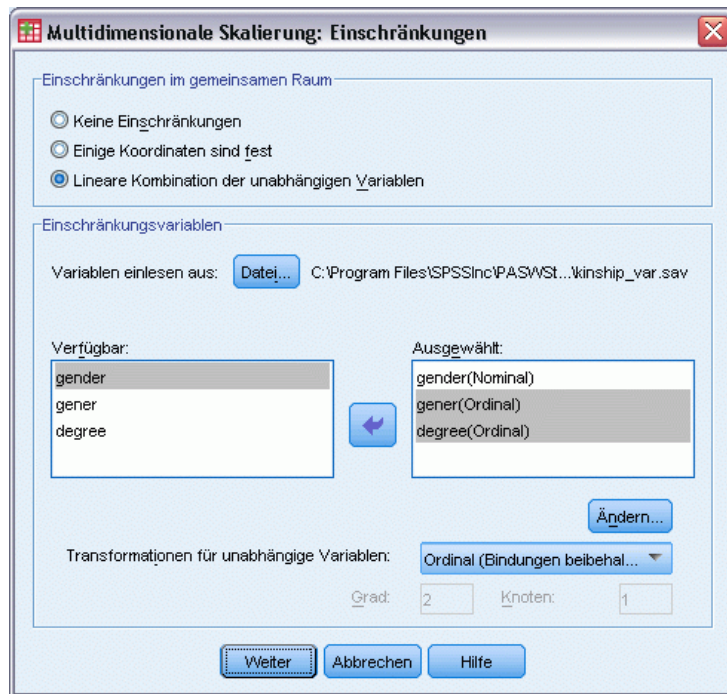 Multidimensionale Skalierung: Einschränkungen
Einschränkungen im gemeinsamen Raum
Keine Einschränkungen
Einige Koordinaten sind fest
Lineare Kombination der unabhängigen Variablen
Einschränkungsvariablen
Variablen einlesen aus: Datei... C:\Program Files\SPSSInc\PASWSt...\kinship_var.sav
Verfügbar: Ausgewählt:
gender gender(Nominal)
gener gener(Ordinal)
degree degree(Ordinal)
Ändern...
Transformationen für unabhängige Variablen: Ordinal (Bindungen beibehal...
Grad: 2 Knoten: 1
Weiter Abbrechen Hilfe